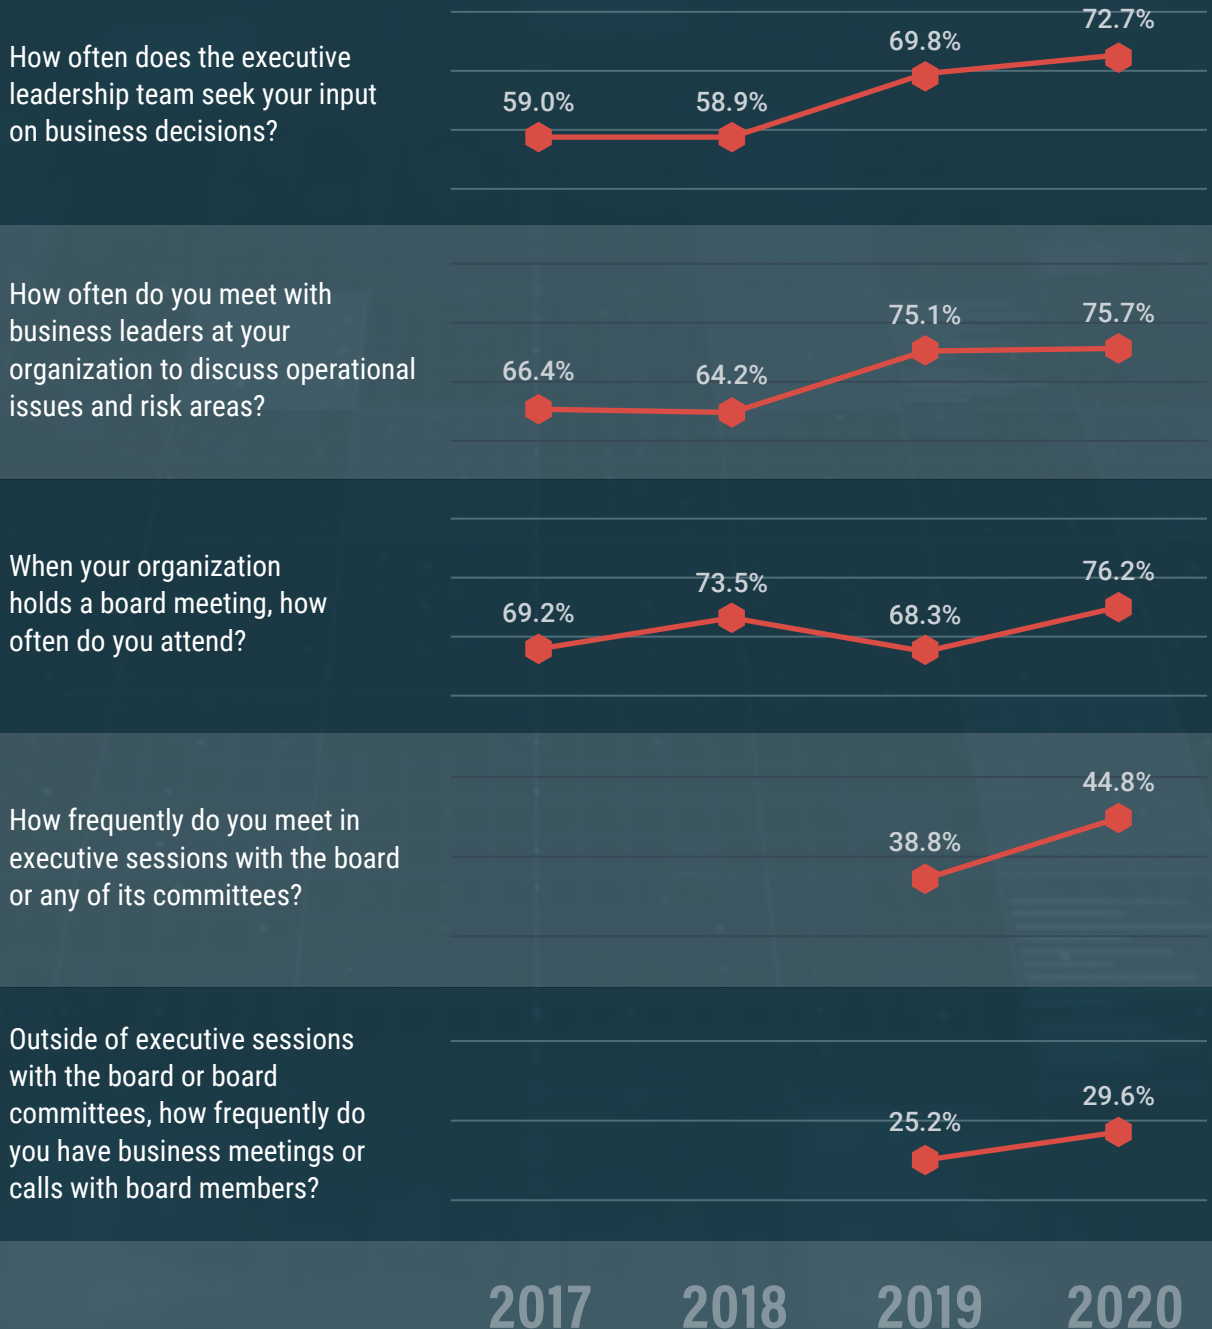 How often does the executive
leadership team seek your input
on business decisions?
59.0%
58.9%
69.8%
72.7%
How often do you meet with
business leaders at your
organization to discuss operational
issues and risk areas?
66.4%
64.2%
75.1%
75.7%
When your organization
holds a board meeting, how
often do you attend?
69.2%
73.5%
68.3%
76.2%
How frequently do you meet in
executive sessions with the board
or any of its committees?
38.8%
44.8%
Outside of executive sessions
with the board or board
committees, how frequently do
you have business meetings or
calls with board members?
25.2%
29.6%
2017 2018 2019 2020